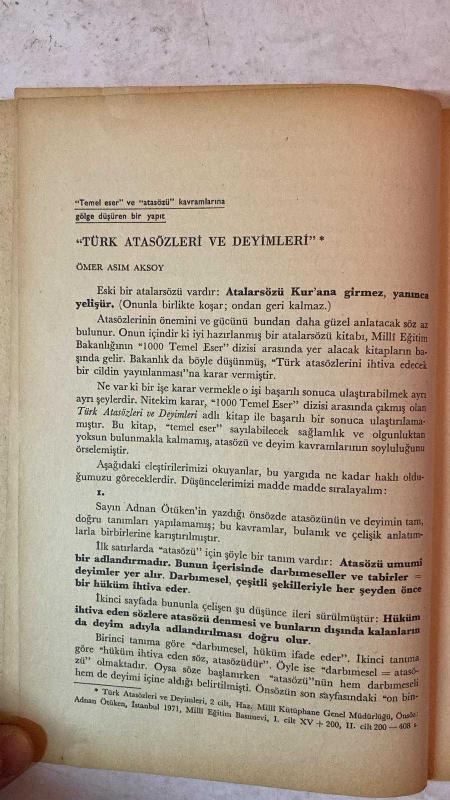 "Temel eser" ve "atasözü" kavramlarına
gölge düşüren bir yapıt
"TÜRK ATASÖZLERİ VE DEYİMLERİ" *
ÖMER ASIM AKSOY
Eski bir atalarsözü vardır: Atalarsözü Kur'ana girmez, yanınca
yelişür. (Onunla birlikte koşar; ondan geri kalmaz.)
Atasözlerinin önemini ve gücünü bundan daha güzel anlatacak söz az
bulunur. Onun içindir ki iyi hazırlanmış bir atalarsözü kitabı, Millî Eğitim
Bakanlığının "1000 Temel Eser" dizisi arasında yer alacak kitapların ba-
şında gelir. Bakanlık da böyle düşünmüş, "Türk atasözlerini ihtiva edecek
bir cildin yayınlanması"na karar vermiştir.
Ne var ki bir işe karar vermekle o işi başarılı sonuca ulaştırabilmek ayrı
ayrı şeylerdir. Nitekim karar, "1000 Temel Eser" dizisi arasında çıkmış olan
Türk Atasözleri ve Deyimleri adlı kitap ile başarılı bir sonuca ulaştırılama-
mıştır. Bu kitap, "temel eser" sayılabilecek sağlamlık ve olgunluktan
yoksun bulunmakla kalmamış, atasözü ve deyim kavramlarının soyluluğunu
örselemiştir.
Aşağıdaki eleştirilerimizi okuyanlar, bu yargıda ne kadar haklı oldu-
ğumuzu göreceklerdir. Düşüncelerimizi madde madde sıralayalım:
1.
Sayın Adnan Ötüken'in yazdığı önsözde atasözünün ve deyimin tam,
doğru tanımları yapılamamış; bu kavramlar, bulanık ve çelişik anlatım-
larla birbirlerine karıştırılmıştır.
İlk satırlarda "atasözü" için şöyle bir tanım vardır: Atasözü umumî
bir adlandırmadır. Bunun içerisinde darbımeseller ve tabirler =
deyimler yer alır. Darbımesel, çeşitli şekilleriyle her şeyden önce
bir hüküm ihtiva eder.
İkinci sayfada bununla çelişen şu düşünce ileri sürülmüştür: Hüküm
ihtiva eden sözlere atasözü denmesi ve bunların dışında kalanların
da deyim adıyla adlandırılması doğru olur.
Birinci tanıma göre "darbımesel, hüküm ifade eder". İkinci tanıma
göre "hüküm ihtiva eden söz, atasözüdür". Öyle ise "darbımesel = atasö-
zü" olmaktadır. Oysa söze başlanırken "atasözü"nün hem darbımeseli
hem de deyimi içine aldığı belirtilmişti. Önsözün son sayfasındaki "on bin-
* Türk Atasözleri ve Deyimleri, 2 cilt, Haz. Millî Kütüphane Genel Müdürlüğü, Önsöz:
Adnan Ötüken, İstanbul 1971, Millî Eğitim Basımevi, I. cilt XV + 200, II. cilt 200 — 408 s.